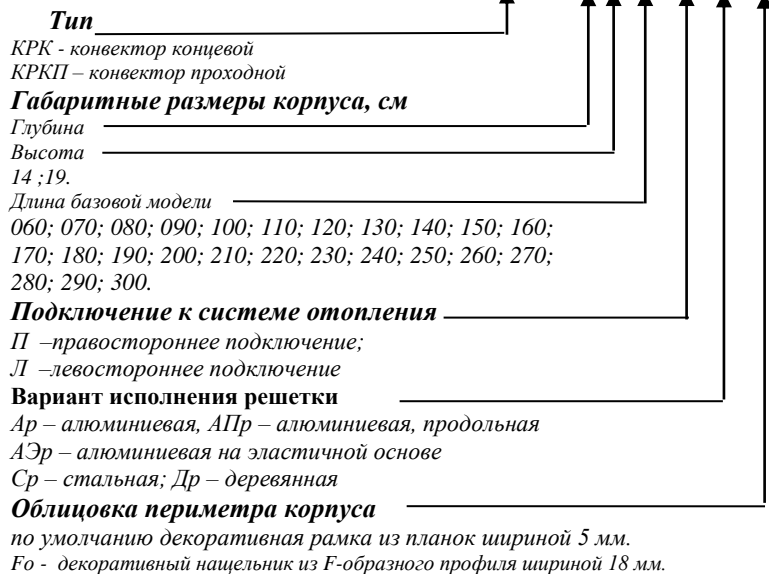 Тип
КРК - конвектор концевой
КРКП – конвектор проходной
Габаритные размеры корпуса, см
Глубина
Высота
14 ;19.
Длина базовой модели
060; 070; 080; 090; 100; 110; 120; 130; 140; 150; 160;
170; 180; 190; 200; 210; 220; 230; 240; 250; 260; 270;
280; 290; 300.
Подключение к системе отопления
П –правостороннее подключение;
Л –левостороннее подключение
Вариант исполнения решетки
Ар – алюминиевая, АПр – алюминиевая, продольная
АЭр – алюминиевая на эластичной основе
Ср – стальная; Др – деревянная
Облицовка периметра корпуса
по умолчанию декоративная рамка из планок шириной 5 мм.
Fo - декоративный нащельник из F-образного профиля шириной 18 мм.